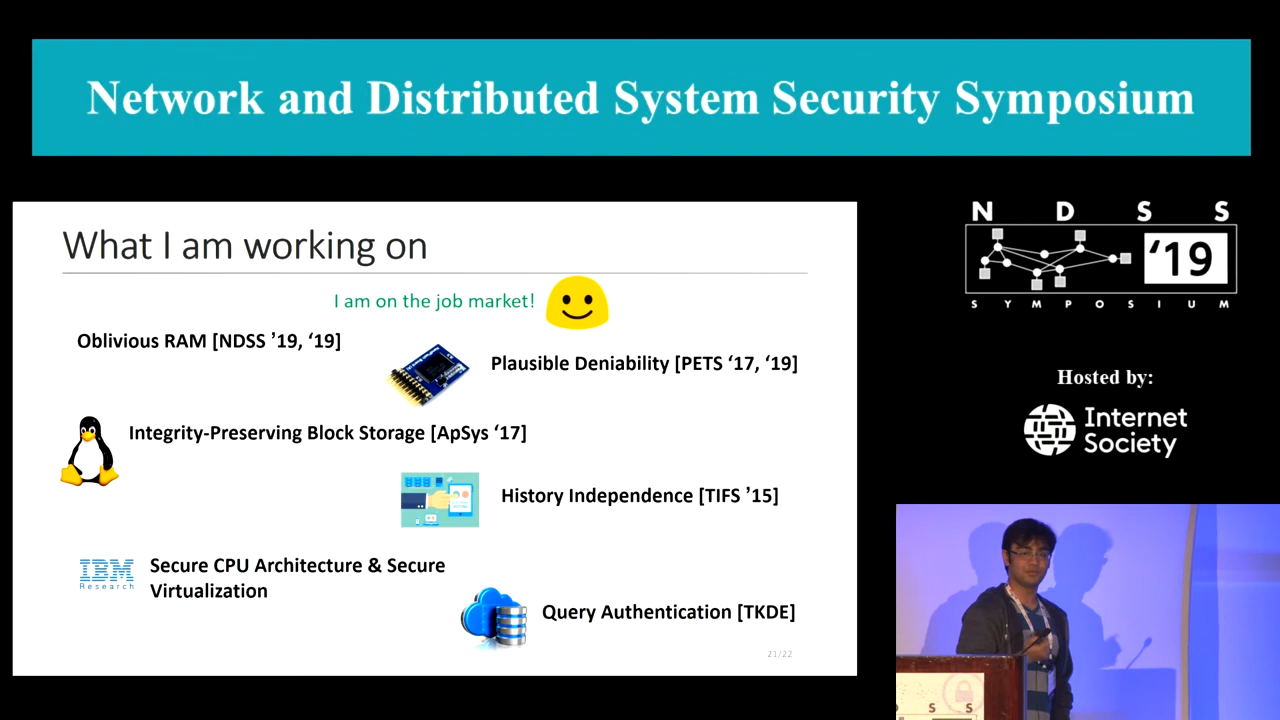 Network and Distributed System Security Symposium
What I am working on
I am on the job market!
Oblivious RAM [NDSS ’19, ‘19]
Plausible Deniability [PETS ‘17, ‘19]
Integrity-Preserving Block Storage [ApSys ‘17]
History Independence [TIFS ’15]
IBM
Research
Secure CPU Architecture & Secure
Virtualization
Query Authentication [TKDE]
21/22
N D S S
‘19
S Y M P O S I U M
Hosted by:
Internet
Society
S S